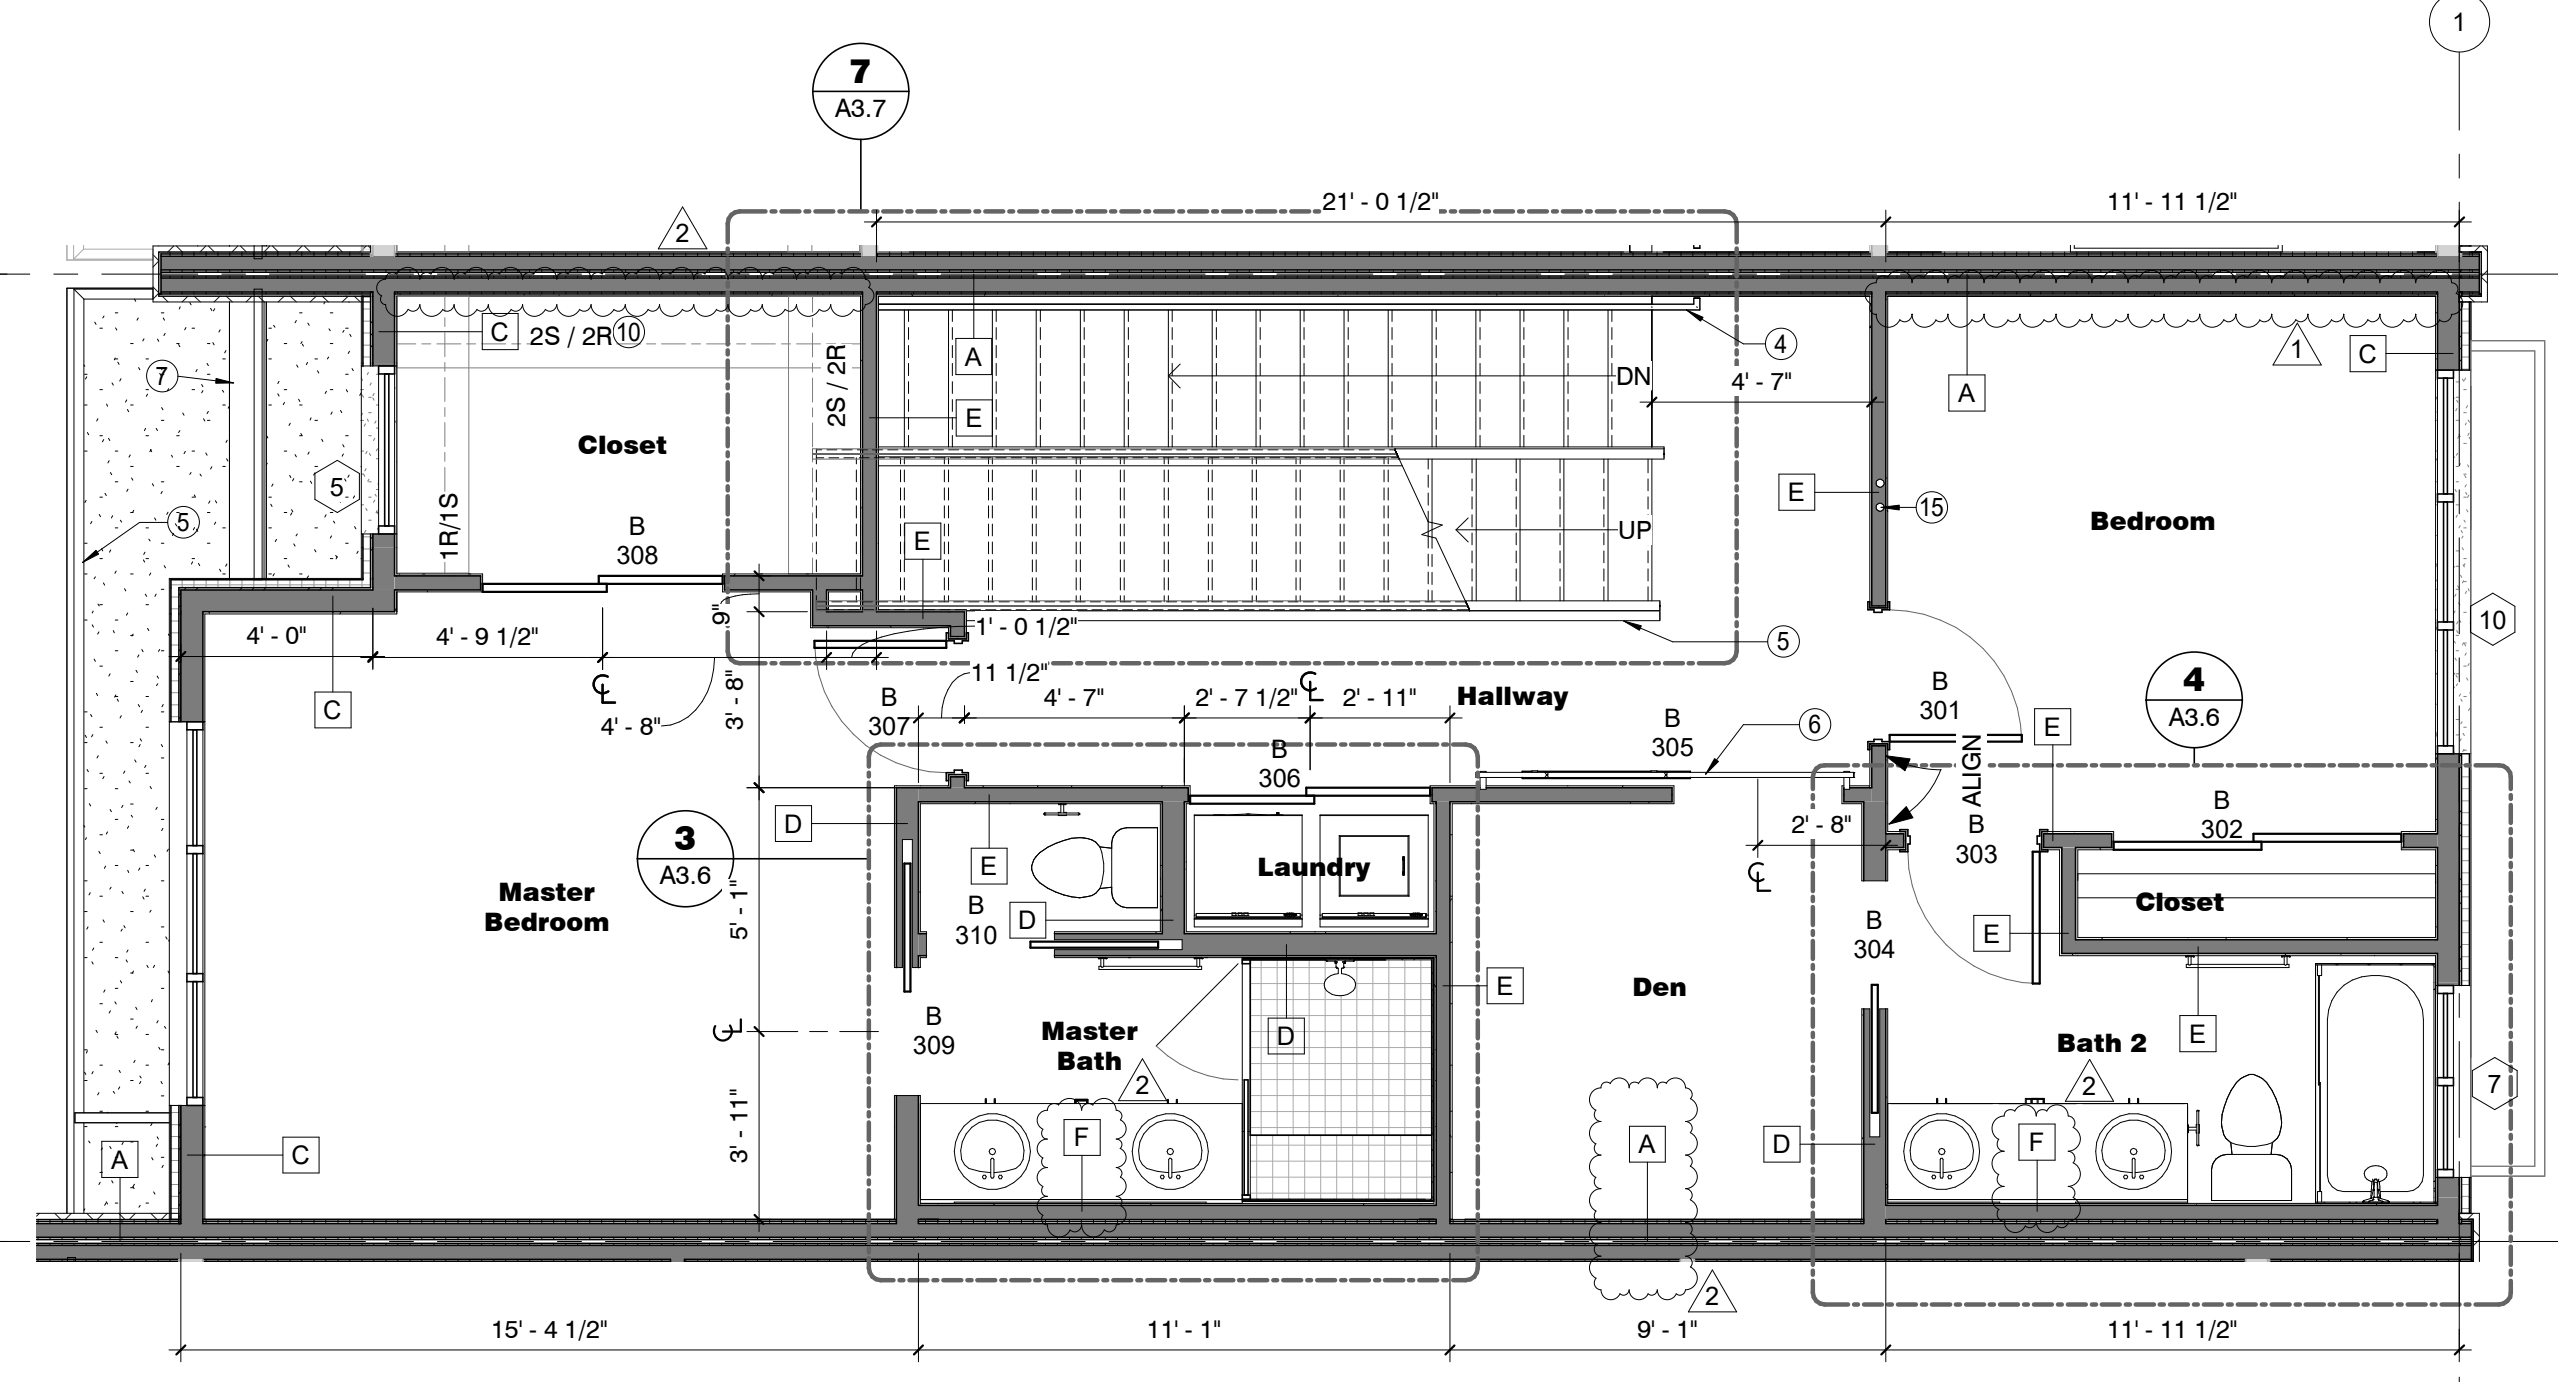 1
7
A3.7
21' - 0 1/2"
11' - 11 1/2"
2
C
2S / 2R
10
7
2S / 2R
A
DN
4
4' - 7"
A
1
C
E
Closet
5
1R/1S
5
B
308
E
UP
E
15
Bedroom
10
9"
4' - 0"
4' - 9 1/2"
1' - 0 1/2"
5
C
℄
4' - 8"
3' - 8"
11 1/2"
B
307
4' - 7"
2' - 7 1/2"
℄
2' - 11"
Hallway
B
305
6
B
301
ALIGN
E
4
A3.6
B
306
D
3
A3.6
E
Laundry
2' - 8"
℄
B
303
B
302
Closet
Master
Bedroom
5' - 1"
B
310
D
B
304
E
E
Den
℄
B
309
Master
Bath
D
Bath 2
E
2
2
7
3' - 11"
A
C
F
A
D
F
2
15' - 4 1/2"
11' - 1"
9' - 1"
11' - 11 1/2"